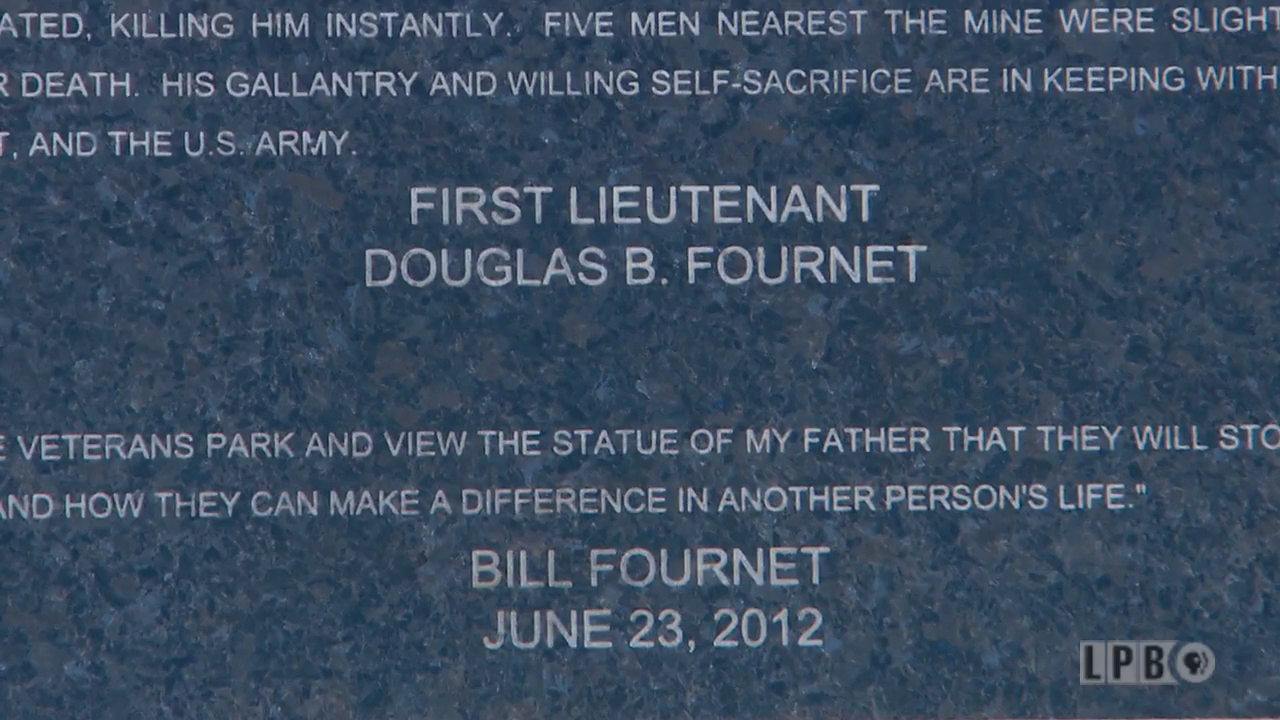 ATED, KILLING HIM INSTANTLY. FIVE MEN NEAREST THE MINE WERE SLIGHT
R DEATH. HIS GALLANTRY AND WILLING SELF-SACRIFICE ARE IN KEEPING WITH
T, AND THE U.S. ARMY.
FIRST LIEUTENANT
DOUGLAS B. FOURNET
E VETERANS PARK AND VIEW THE STATUE OF MY FATHER THAT THEY WILL STO
AND HOW THEY CAN MAKE A DIFFERENCE IN ANOTHER PERSON'S LIFE."
BILL FOURNET
JUNE 23, 2012
LPB